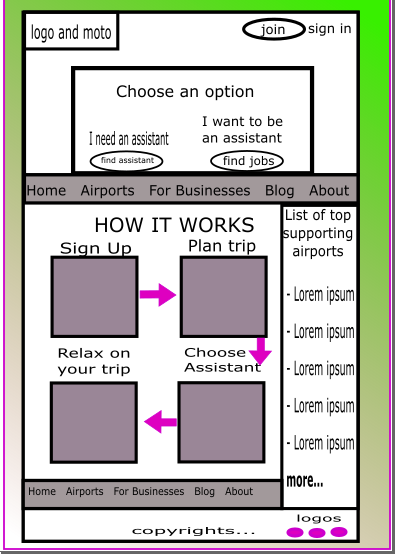 logo and moto
join sign in
Choose an option
I need an assistant
find assistant
I want to be
an assistant
find jobs
Home Airports For Businesses Blog About
HOW IT WORKS
Sign Up
Plan trip
Relax on
your trip
Choose
Assistant
List of top
supporting
airports
- Lorem ipsum
- Lorem ipsum
- Lorem ipsum
- Lorem ipsum
- Lorem ipsum
more...
Home Airports For Businesses Blog About
copyrights...
logos